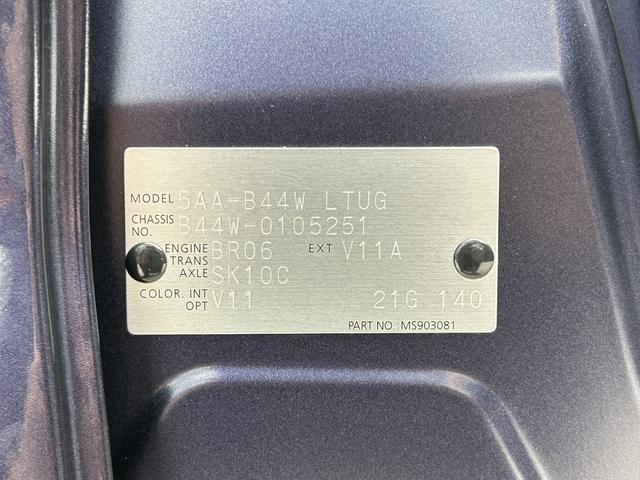 MODEL 5AA-B44W LTUG
CHASSIS NO. B44W-0105251
ENGINE BR06 EXT V11A
TRANS AXLE SK10C
COLOR. INT V11 21G 140
OPT
PART NO.:MS903081